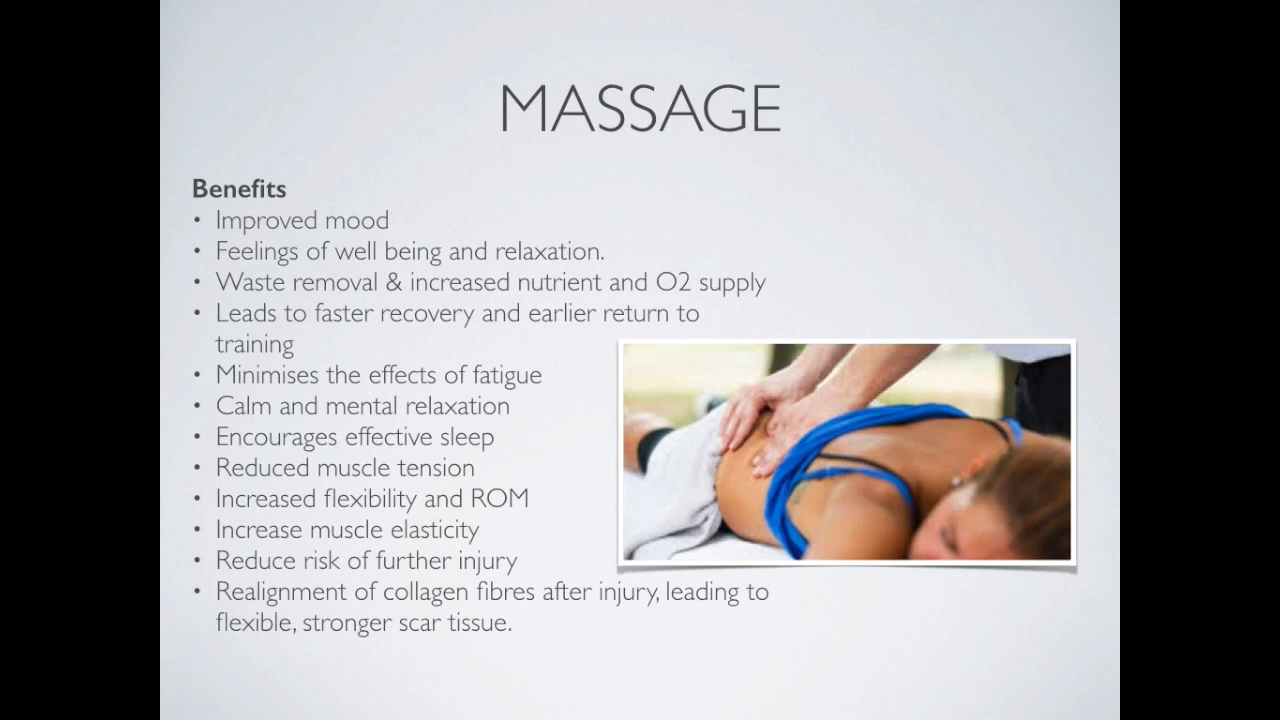 MASSAGE
Benefits
• Improved mood
• Feelings of well being and relaxation.
• Waste removal & increased nutrient and O2 supply
• Leads to faster recovery and earlier return to
training
• Minimises the effects of fatigue
• Calm and mental relaxation
• Encourages effective sleep
• Reduced muscle tension
• Increased flexibility and ROM
• Increase muscle elasticity
• Reduce risk of further injury
• Realignment of collagen fibres after injury, leading to
flexible, stronger scar tissue.